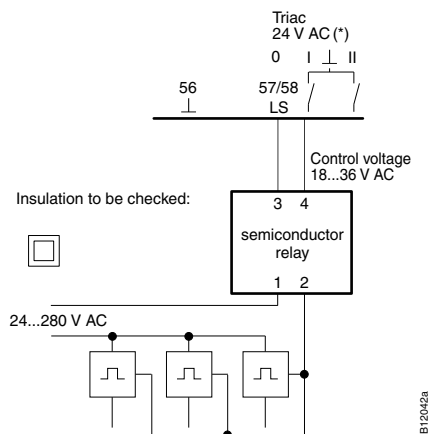 Triac
24 V AC (*)
0 I II
56 57/58
LS
Control voltage
18...36 V AC
Insulation to be checked:
3 4
semiconductor
relay
1 2
24...280 V AC
B12042a